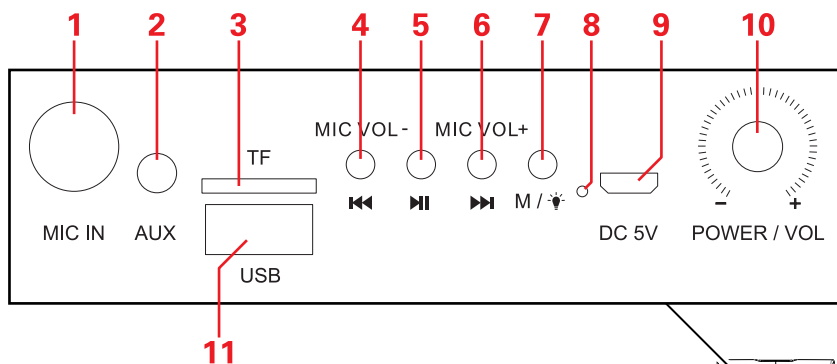 1 2 3 4 5 6 7 8 9 10
MIC VOL- MIC VOL+
TF
M /
- +
MIC IN AUX DC 5V POWER / VOL
USB
11